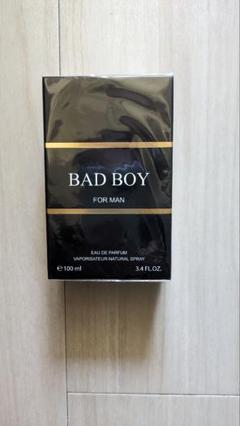 BAD BOY
FOR MAN
EAU DE PARFUM
VAPORISATEUR-NATURAL SPRAY
℮100 ml 3.4 FL.OZ.